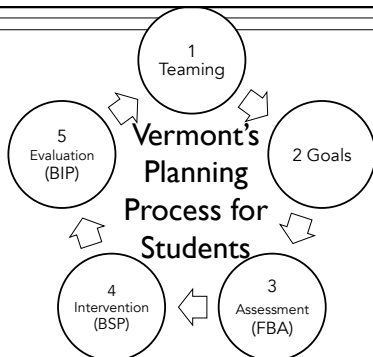 1
Teaming
2 Goals
3
Assessment
(FBA)
4
Intervention
(BSP)
5
Evaluation
(BIP)
Vermont's
Planning
Process for
Students